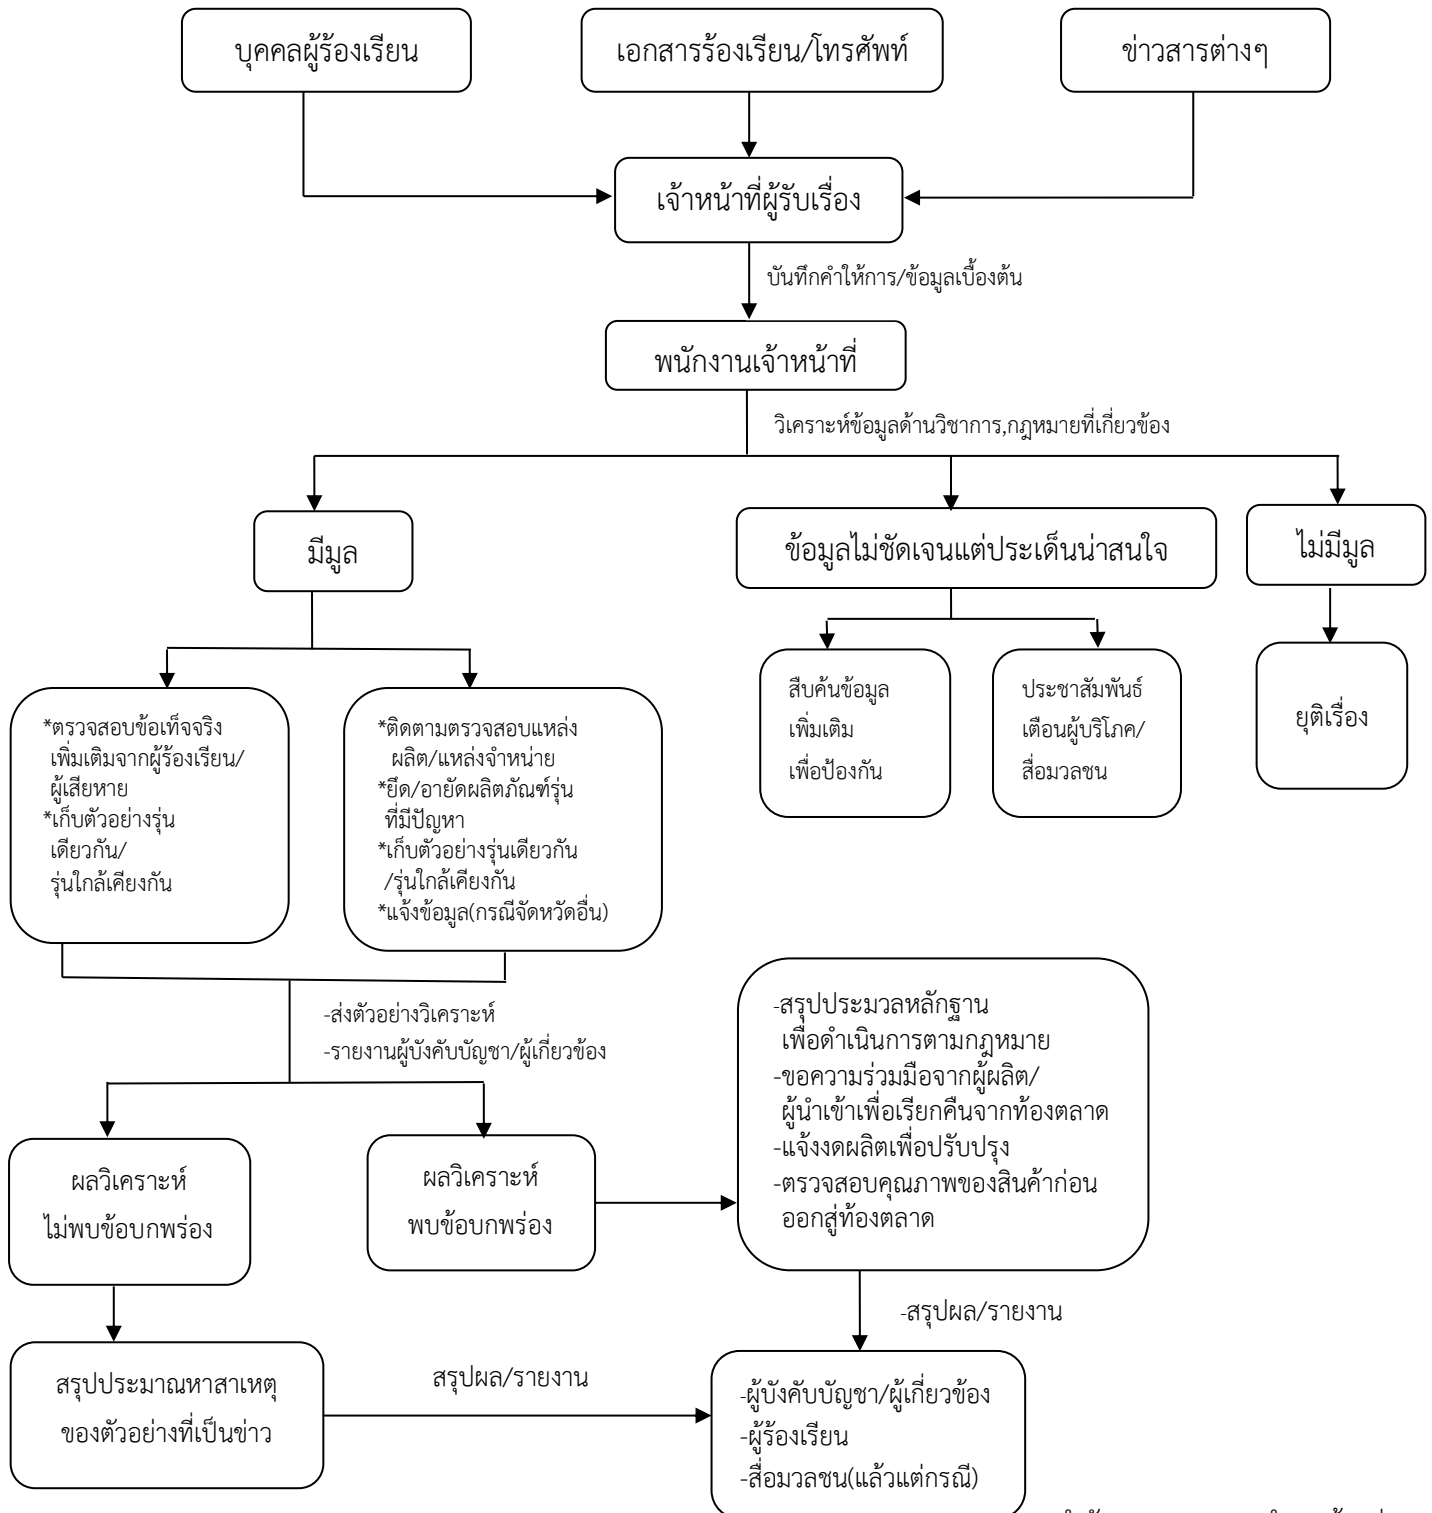 บุคคลผู้ร้องเรียน
เอกสารร้องเรียน/โทรศัพท์
ข่าวสารต่างๆ
เจ้าหน้าที่ผู้รับเรื่อง
บันทึกคำให้การ/ข้อมูลเบื้องต้น
พนักงานเจ้าหน้าที่
วิเคราะห์ข้อมูลด้านวิชาการ,กฎหมายที่เกี่ยวข้อง
มีมูล
ข้อมูลไม่ชัดเจนแต่ประเด็นน่าสนใจ
ไม่มีมูล
*ตรวจสอบข้อเท็จจริง
เพิ่มเติมจากผู้ร้องเรียน/
ผู้เสียหาย
*เก็บตัวอย่างรุ่น
เดียวกัน/
รุ่นใกล้เคียงกัน
*ติดตามตรวจสอบแหล่ง
ผลิต/แหล่งจำหน่าย
*ยึด/อายัดผลิตภัณฑ์รุ่น
ที่มีปัญหา
*เก็บตัวอย่างรุ่นเดียวกัน
/รุ่นใกล้เคียงกัน
*แจ้งข้อมูล(กรณีจัดหวัดอื่น)
สืบค้นข้อมูล
เพิ่มเติม
เพื่อป้องกัน
ประชาสัมพันธ์
เตือนผู้บริโภค/
สื่อมวลชน
ยุติเรื่อง
-ส่งตัวอย่างวิเคราะห์
-รายงานผู้บังคับบัญชา/ผู้เกี่ยวข้อง
ผลวิเคราะห์
ไม่พบข้อบกพร่อง
ผลวิเคราะห์
พบข้อบกพร่อง
-สรุปประมวลหลักฐาน
เพื่อดำเนินการตามกฎหมาย
-ขอความร่วมมือจากผู้ผลิต/
ผู้นำเข้าเพื่อเรียกคืนจากท้องตลาด
-แจ้งงดผลิตเพื่อปรับปรุง
-ตรวจสอบคุณภาพของสินค้าก่อน
ออกสู่ท้องตลาด
-สรุปผล/รายงาน
สรุปประมาณหาสาเหตุ
ของตัวอย่างที่เป็นข่าว
สรุปผล/รายงาน
-ผู้บังคับบัญชา/ผู้เกี่ยวข้อง
-ผู้ร้องเรียน
-สื่อมวลชน(แล้วแต่กรณี)